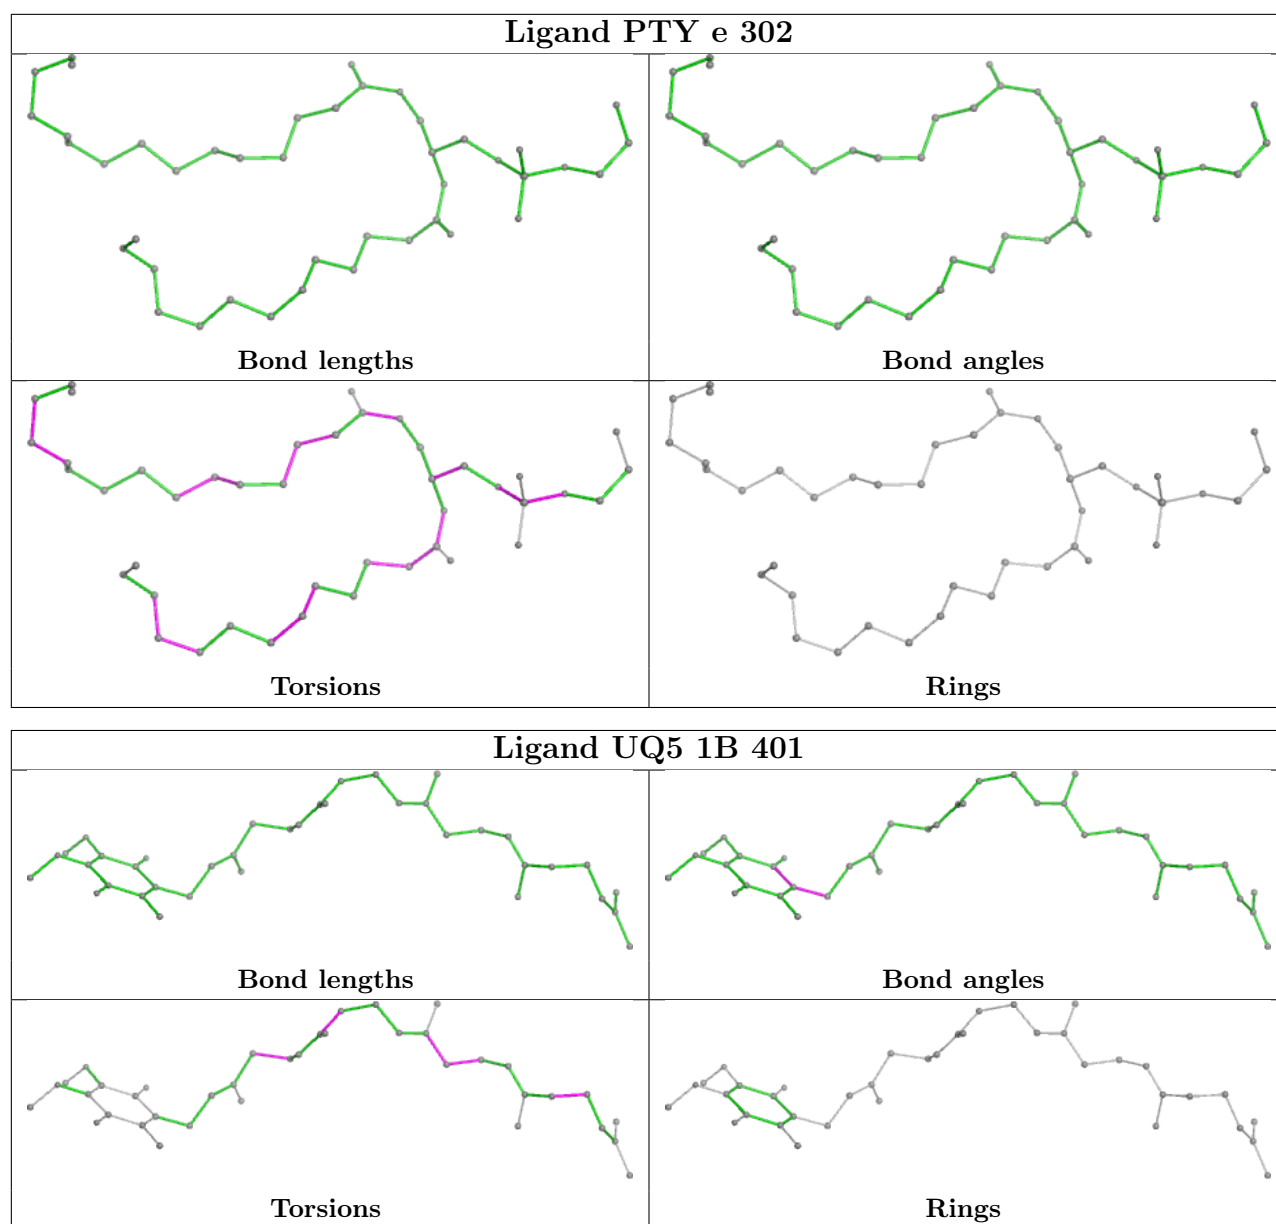 Ligand PTY e 302
Bond lengths
Bond angles
Torsions
Rings
Ligand UQ5 1B 401
Bond lengths
Bond angles
Torsions
Rings